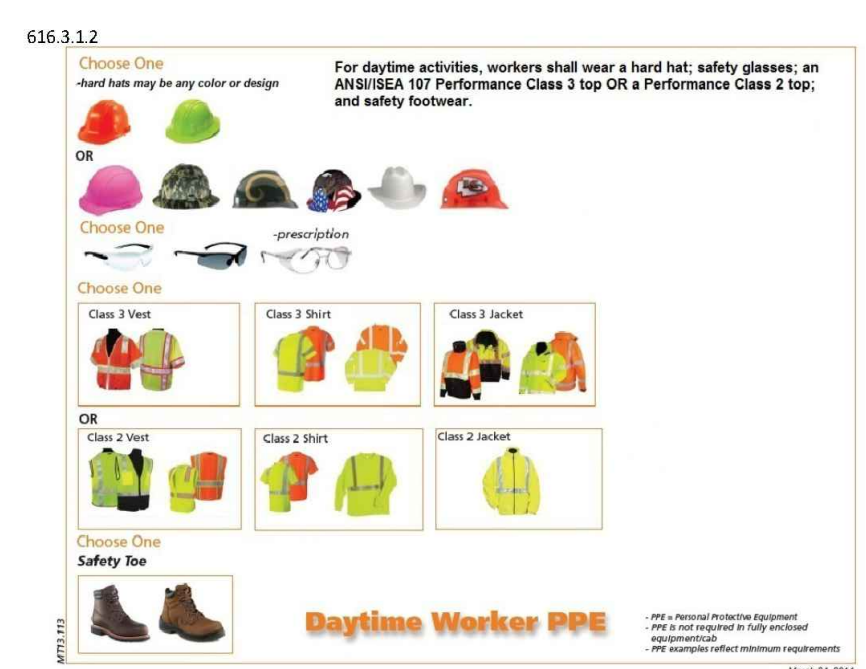 616.3.1.2
Choose One
-hard hats may be any color or design
For daytime activities, workers shall wear a hard hat; safety glasses; an
ANSI/ISEA 107 Performance Class 3 top OR a Performance Class 2 top;
and safety footwear.
OR
Choose One
-prescription
Choose One
Class 3 Vest
Class 3 Shirt
Class 3 Jacket
OR
Class 2 Vest
Class 2 Shirt
Class 2 Jacket
Choose One
Safety Toe
Daytime Worker PPE
- PPE = Personal Protective Equipment
- PPE is not required in fully enclosed
equipment/cab
- PPE examples reflect minimum requirements
MT13.113